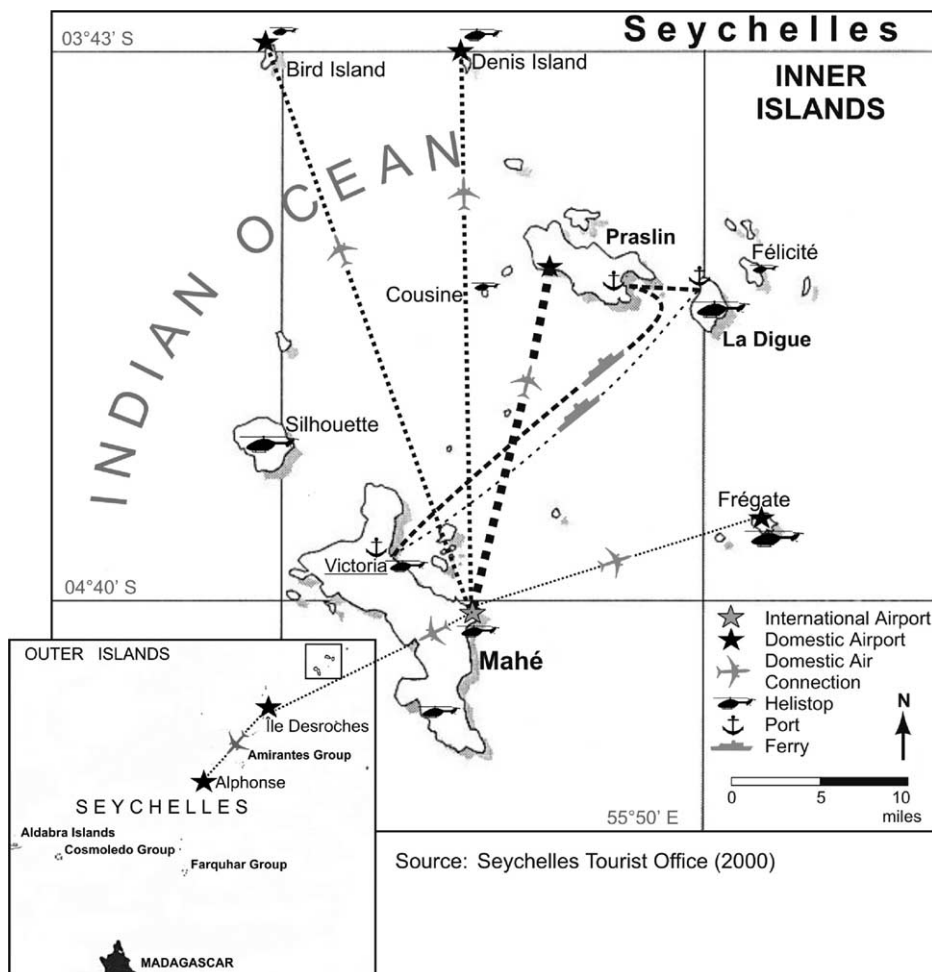 Seychelles
03°43' S
Bird Island
Denis Island
INNER
ISLANDS
INDIAN OCEAN
Praslin
Félicité
Cousine
La Digue
Silhouette
Frégate
Victoria
04°40' S
Mahé
International Airport
Domestic Airport
Domestic Air
Connection
Helistop
Port
Ferry
N
0 5 10
miles
55°50' E
OUTER ISLANDS
Île Desroches
Amirantes Group
Alphonse
SEYCHELLES
Aldabra Islands
Cosmoledo Group
Farquhar Group
MADAGASCAR
Source: Seychelles Tourist Office (2000)